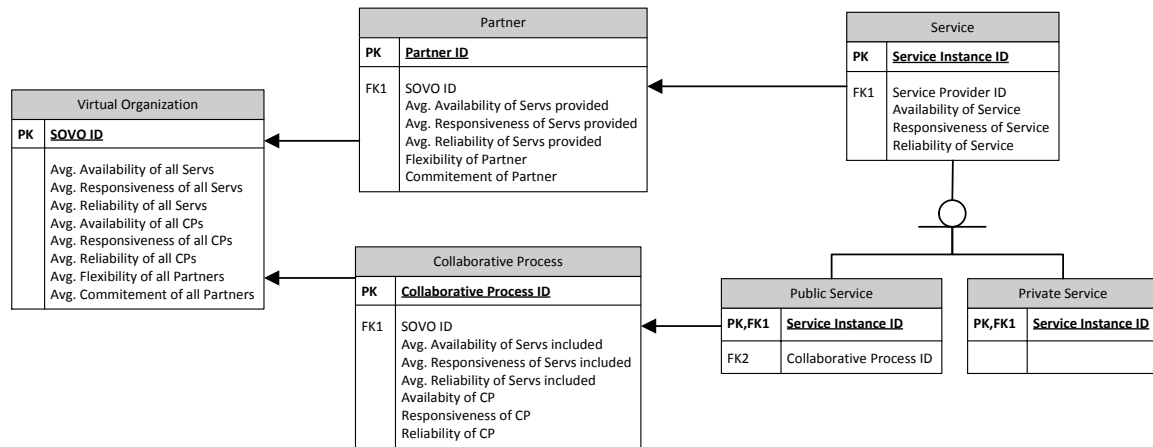 Partner
PK Partner ID
FK1 SOVO ID
Avg. Availability of Servs provided
Avg. Responsiveness of Servs provided
Avg. Reliability of Servs provided
Flexibility of Partner
Commitement of Partner
Service
PK Service Instance ID
FK1 Service Provider ID
Availability of Service
Responsiveness of Service
Reliability of Service
Virtual Organization
PK SOVO ID
Avg. Availability of all Servs
Avg. Responsiveness of all Servs
Avg. Reliability of all Servs
Avg. Availability of all CPs
Avg. Responsiveness of all CPs
Avg. Reliability of all CPs
Avg. Flexibility of all Partners
Avg. Commitement of all Partners
Collaborative Process
PK Collaborative Process ID
FK1 SOVO ID
Avg. Availability of Servs included
Avg. Responsiveness of Servs included
Avg. Reliability of Servs included
Availabity of CP
Responsiveness of CP
Reliability of CP
Public Service
PK,FK1 Service Instance ID
FK2 Collaborative Process ID
Private Service
PK,FK1 Service Instance ID